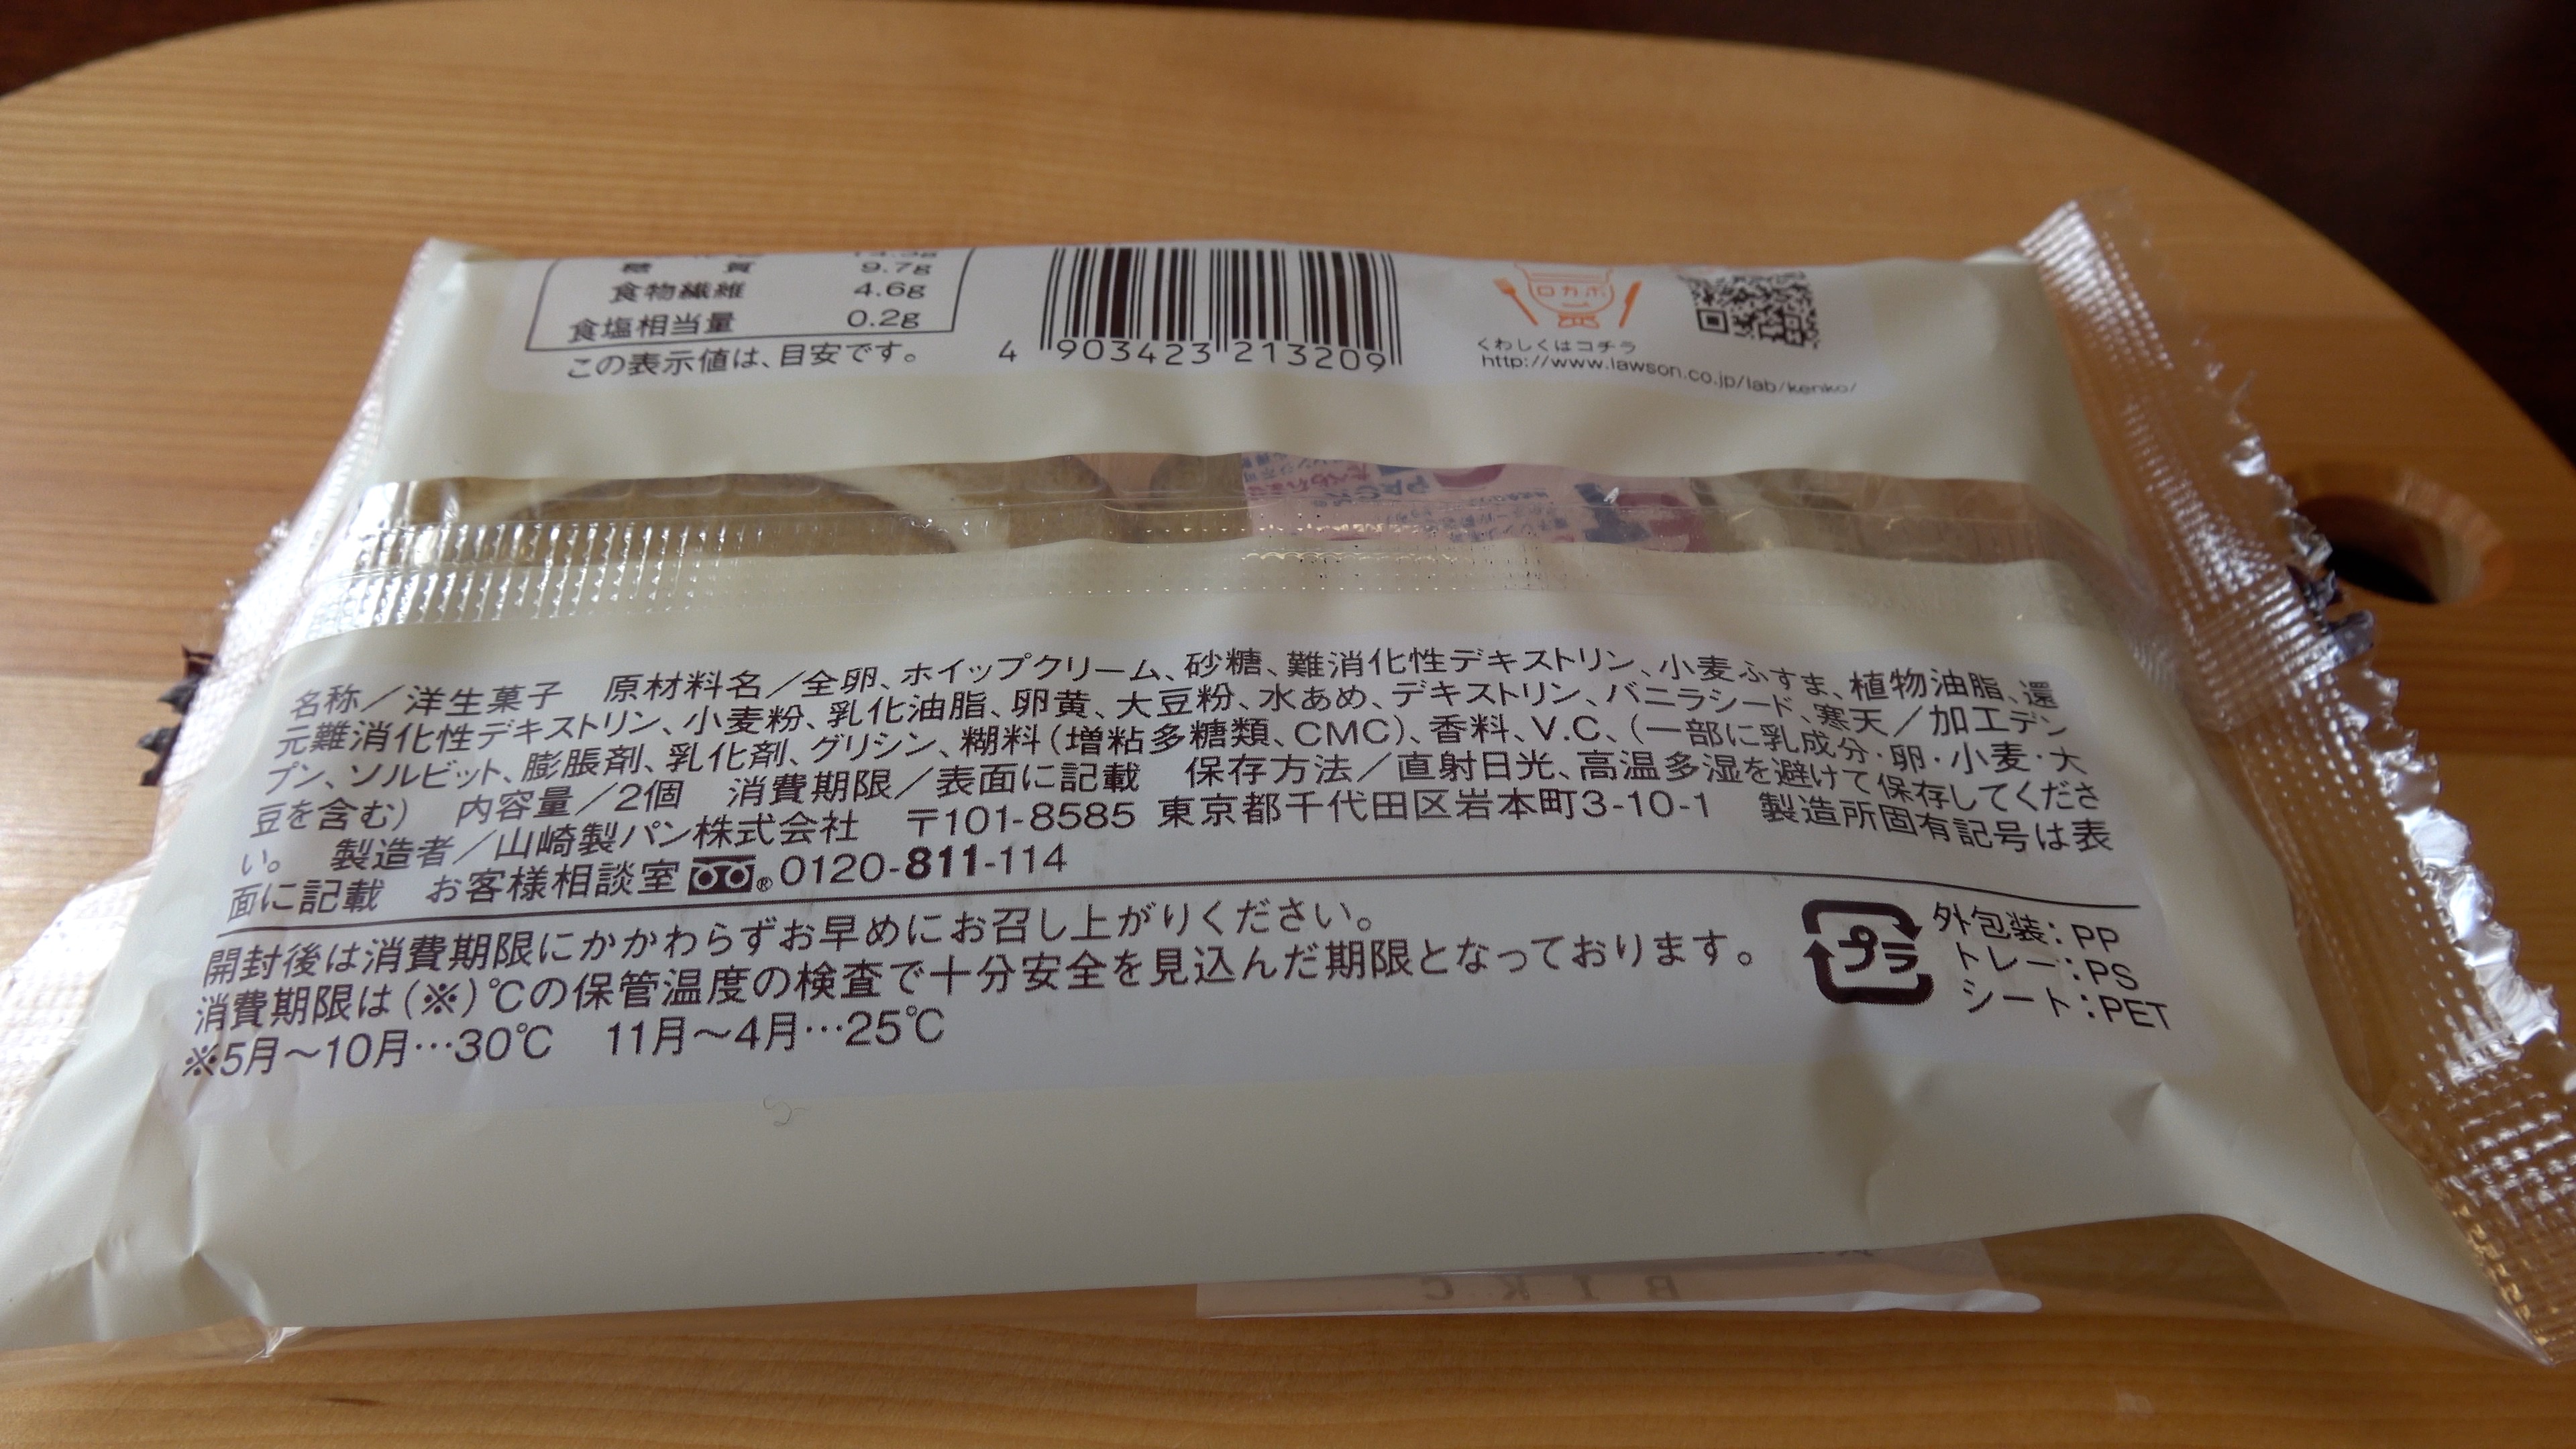 糖質 9.7g
食物繊維 4.6g
食塩相当量 0.2g
この表示値は、目安です。
4 903423 213209
ロカボ
くわしくはコチラ
http://www.lawson.co.jp/lab/kenko/
PACK
名称／洋生菓子 原材料名／全卵、ホイップクリーム、砂糖、難消化性デキストリン、小麦ふすま、植物油脂、還
元難消化性デキストリン、小麦粉、乳化油脂、卵黄、大豆粉、水あめ、デキストリン、バニラシード、寒天／加工デン
プン、ソルビット、膨脹剤、乳化剤、グリシン、糊料（増粘多糖類、CMC）、香料、V.C.、（一部に乳成分・卵・小麦・大
豆を含む） 内容量／2個 消費期限／表面に記載 保存方法／直射日光、高温多湿を避けて保存してくださ
い。 製造者／山崎製パン株式会社 〒101-8585 東京都千代田区岩本町3-10-1 製造所固有記号は表
面に記載 お客様相談室 ® 0120-811-114
開封後は消費期限にかかわらずお早めにお召し上がりください。
消費期限は（※）℃の保管温度の検査で十分安全を見込んだ期限となっております。
※5月～10月…30℃ 11月～4月…25℃
プラ
外包装：PP
トレー：PS
シート：PET